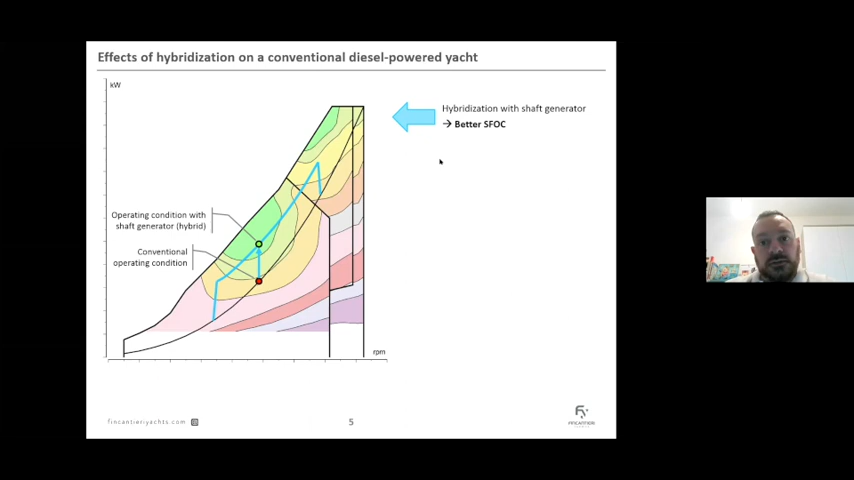 Effects of hybridization on a conventional diesel-powered yacht
kW
Hybridization with shaft generator
→ Better SFOC
Operating condition with
shaft generator (hybrid)
Conventional
operating condition
rpm
fincantieriyachts.com
5
FINCANTIERI